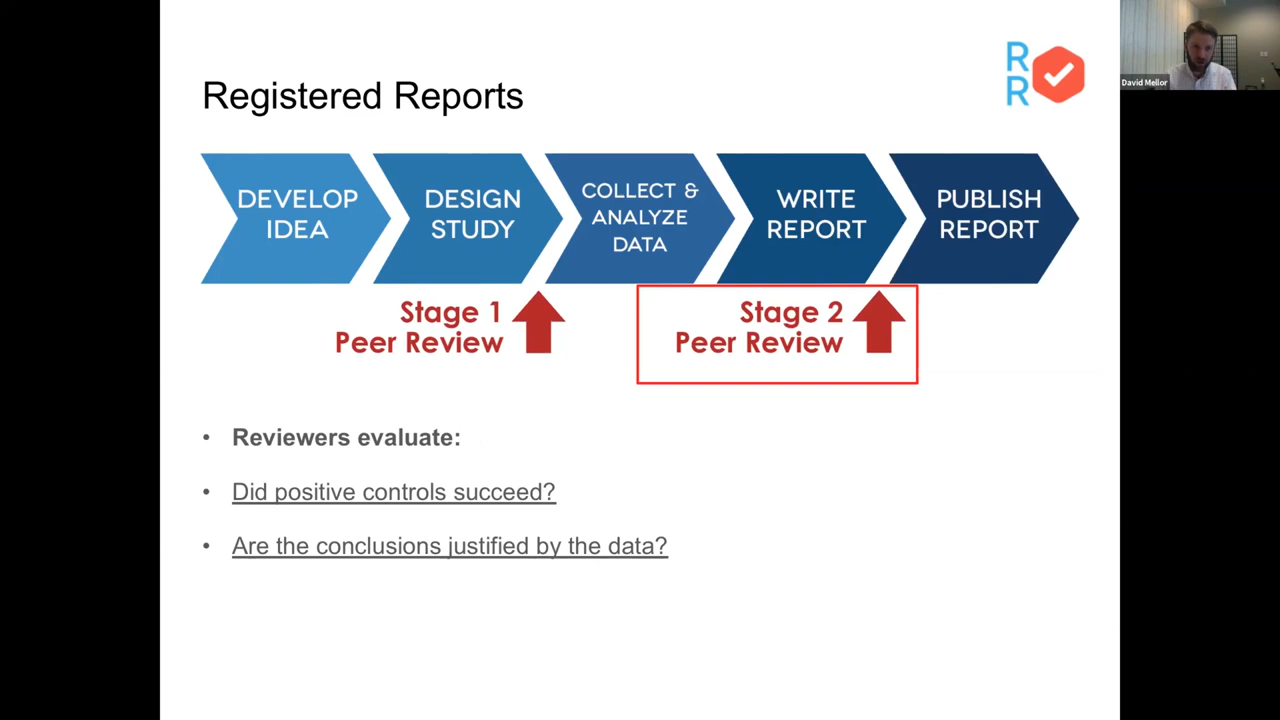 R
R
David Mellor
Registered Reports
DEVELOP
IDEA
DESIGN
STUDY
COLLECT &
ANALYZE
DATA
WRITE
REPORT
PUBLISH
REPORT
Stage 1
Peer Review
Stage 2
Peer Review
• Reviewers evaluate:
• Did positive controls succeed?
• Are the conclusions justified by the data?